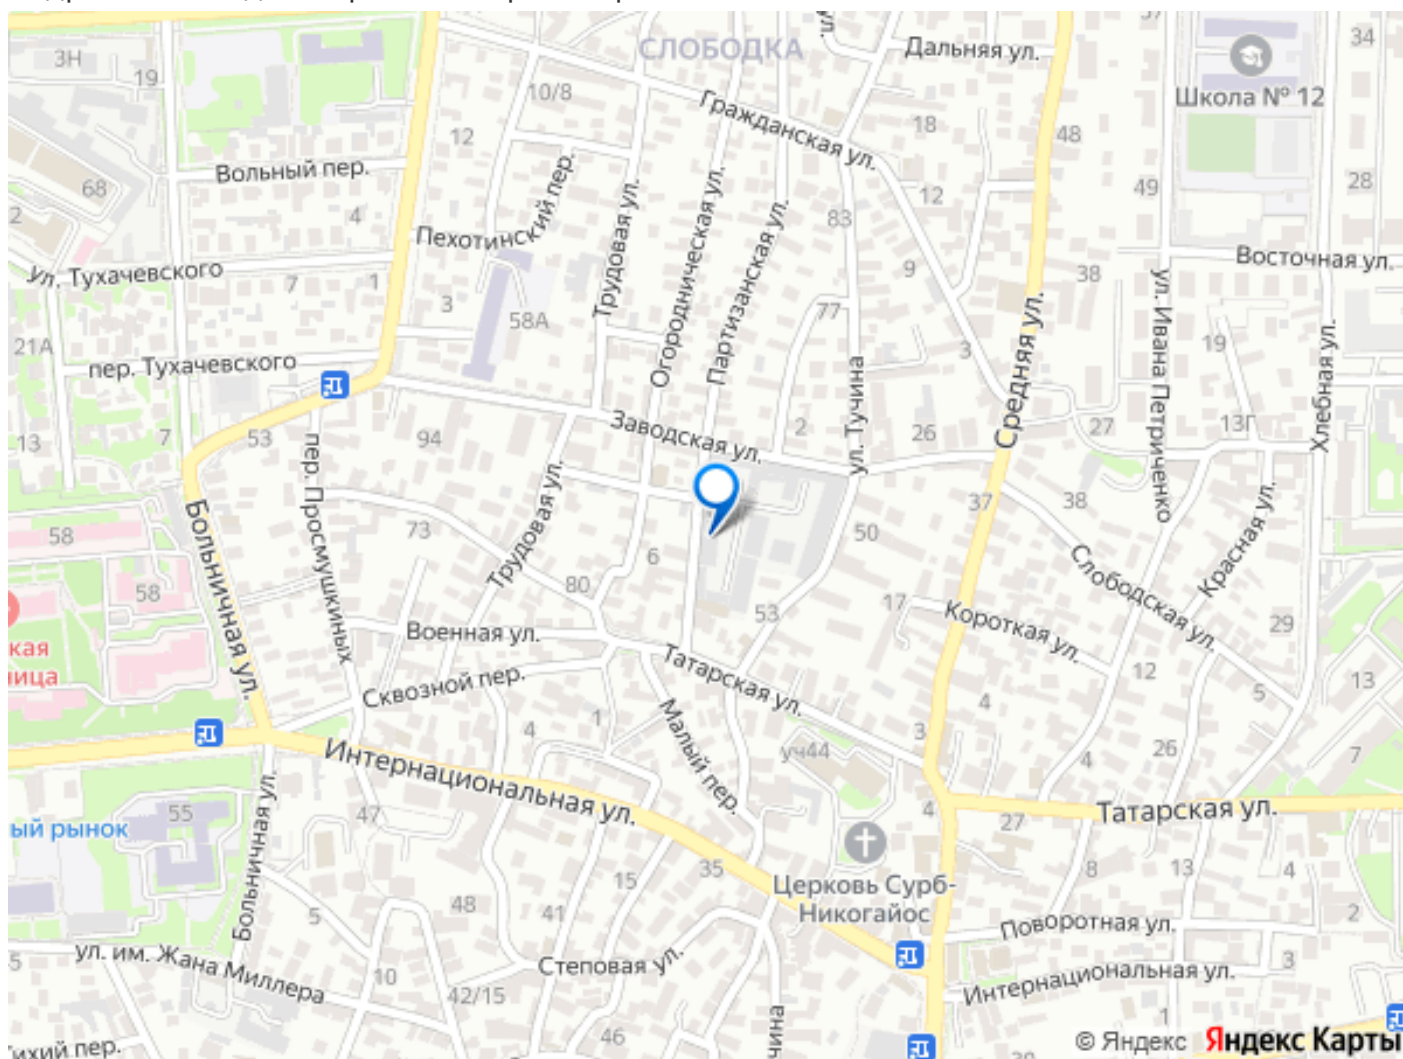 СЛОБОДКА
37
34
Дальняя ул.
3Н
19
10/8
Школа № 12
Гражданская ул.
18
48
12
Вольный пер.
68
49
28
12
4
83
Пехотинский пер.
Трудовая ул.
Огородническая ул.
Партизанская ул.
ул. Тухачевского
7
1
3
58А
9
38
Восточная ул.
77
21А
пер. Тухачевского
3
19
ул. Ивана Петриченко
Хлебная ул.
Средняя ул.
ул. Тучина
13
7
53
94
Заводская ул.
2
26
27
13Г
пер. Просмушкиных
Трудовая ул.
37
38
Красная ул.
Больничная ул.
58
73
50
58
6
80
Слободская ул.
53
17
Короткая ул.
29
Военная ул.
ская
ница
Сквозной пер.
Татарская ул.
12
5
13
4
1
4
Малый пер.
уч44
3
4
26
7
Интернациональная ул.
47
4
27
Татарская ул.
ый рынок
55
Больничная ул.
35
8
13
4
15
Церковь Сурб-
Никогайос
48
41
5
2
Поворотная ул.
ул. им. Жана Миллера
Степовая ул.
10
42/15
3
Интернациональная ул.
46
1
© Яндекс Яндекс Карты
ихий пер.